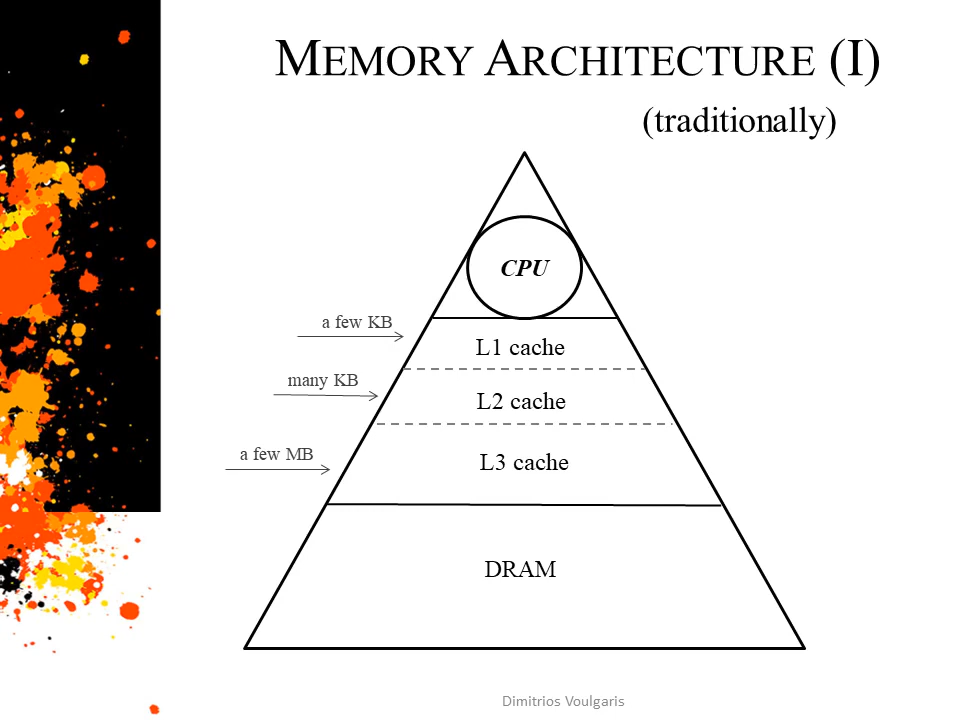 MEMORY ARCHITECTURE (I)
(traditionally)
CPU
a few KB
L1 cache
many KB
L2 cache
a few MB
L3 cache
DRAM
Dimitrios Voulgaris